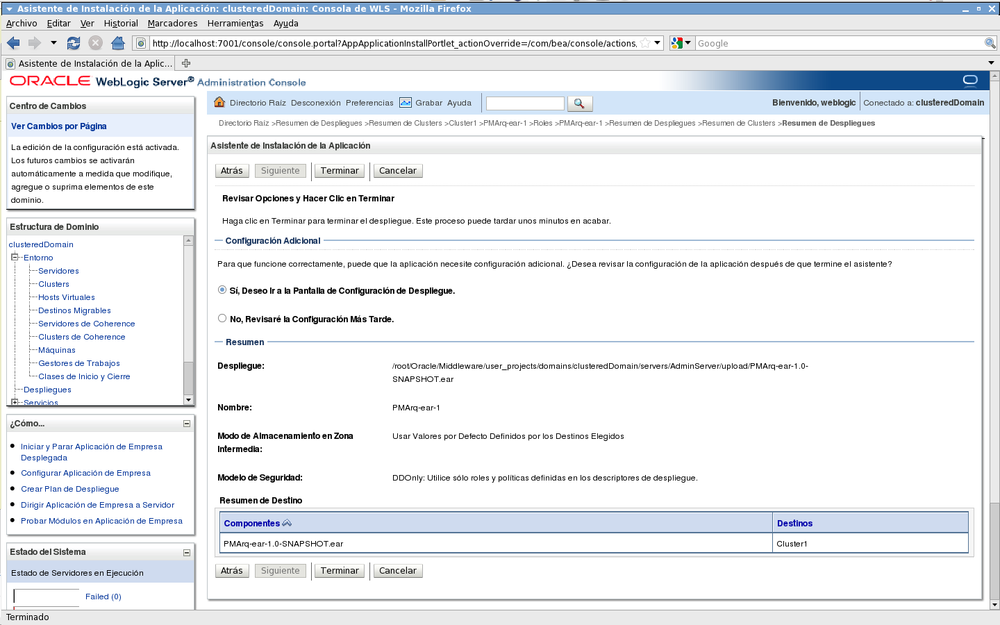 Asistente de Instalación de la Aplicación: clusteredDomain: Consola de WLS - Mozilla Firefox
Archivo Editar Ver Historial Marcadores Herramientas Ayuda
http://localhost:7001/console/console.portal?AppApplicationInstallPortlet_actionOverride=/com/bea/console/actions.
Google
Asistente de Instalación de la Aplic...
ORACLE WebLogic Server® Administration Console
Centro de Cambios
Ver Cambios por Página
La edición de la configuración está activada.
Los futuros cambios se activarán
automáticamente a medida que modifique,
agregue o suprima elementos de este
dominio.
Estructura de Dominio
clusteredDomain
Entorno
Servidores
Clusters
Hosts Virtuales
Destinos Migrables
Servidores de Coherence
Clusters de Coherence
Máquinas
Gestores de Trabajos
Clases de Inicio y Cierre
Despliegues
Servicios
¿Cómo...
Iniciar y Parar Aplicación de Empresa
Desplegada
Configurar Aplicación de Empresa
Crear Plan de Despliegue
Dirigir Aplicación de Empresa a Servidor
Probar Módulos en Aplicación de Empresa
Estado del Sistema
Estado de Servidores en Ejecución
Failed (0)
Directorio Raíz Desconexión Preferencias Grabar Ayuda
Bienvenido, weblogic Conectado a: clusteredDomain
Directorio Raíz >Resumen de Despliegues >Resumen de Clusters >Cluster1 >PMArq-ear-1 >Roles >PMArq-ear-1 >Resumen de Despliegues >Resumen de Clusters >Resumen de Despliegues
Asistente de Instalación de la Aplicación
Atrás Siguiente Terminar Cancelar
Revisar Opciones y Hacer Clic en Terminar
Haga clic en Terminar para terminar el despliegue. Este proceso puede tardar unos minutos en acabar.
Configuración Adicional
Para que funcione correctamente, puede que la aplicación necesite configuración adicional. ¿Desea revisar la configuración de la aplicación después de que termine el asistente?
Sí, Deseo Ir a la Pantalla de Configuración de Despliegue.
No, Revisaré la Configuración Más Tarde.
Resumen
Despliegue: /root/Oracle/Middleware/user_projects/domains/clusteredDomain/servers/AdminServer/upload/PMArq-ear-1.0-
SNAPSHOT.ear
Nombre: PMArq-ear-1
Modo de Almacenamiento en Zona Usar Valores por Defecto Definidos por los Destinos Elegidos
Intermedia:
Modelo de Seguridad: DDOnly: Utilice sólo roles y políticas definidas en los descriptores de despliegue.
Resumen de Destino
Componentes Destinos
PMArq-ear-1.0-SNAPSHOT.ear Cluster1
Atrás Siguiente Terminar Cancelar
Terminado